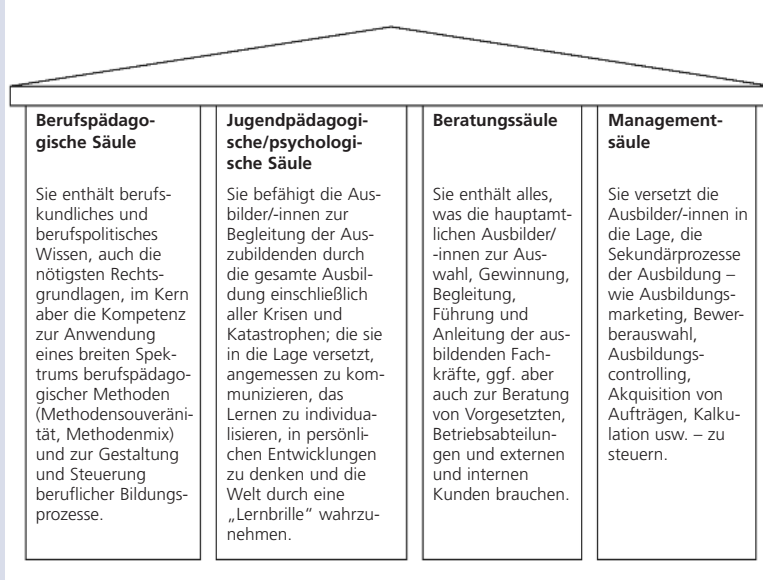 Berufspädago-
gische Säule
Sie enthält berufs-
kundliches und
berufspolitisches
Wissen, auch die
nötigsten Rechts-
grundlagen, im Kern
aber die Kompetenz
zur Anwendung
eines breiten Spek-
trums berufspädago-
gischer Methoden
(Methodensouveräni-
tät, Methodenmix)
und zur Gestaltung
und Steuerung
beruflicher Bildungs-
prozesse.
Jugendpädagogi-
sche/psychologi-
sche Säule
Sie befähigt die Aus-
bilder/-innen zur
Begleitung der Aus-
zubildenden durch
die gesamte Ausbil-
dung einschließlich
aller Krisen und
Katastrophen; die sie
in die Lage versetzt,
angemessen zu kom-
munizieren, das
Lernen zu individua-
lisieren, in persönli-
chen Entwicklungen
zu denken und die
Welt durch eine
„Lernbrille“ wahrzu-
nehmen.
Beratungssäule
Sie enthält alles,
was die hauptamt-
lichen Ausbilder/
-innen zur Aus-
wahl, Gewinnung,
Begleitung,
Führung und
Anleitung der aus-
bildenden Fach-
kräfte, ggf. aber
auch zur Beratung
von Vorgesetzten,
Betriebsabteilun-
gen und externen
und internen
Kunden brauchen.
Management-
säule
Sie versetzt die
Ausbilder/-innen in
die Lage, die
Sekundärprozesse
der Ausbildung –
wie Ausbildungs-
marketing, Bewer-
berauswahl,
Ausbildungs-
controlling,
Akquisition von
Aufträgen, Kalku-
lation usw. – zu
steuern.